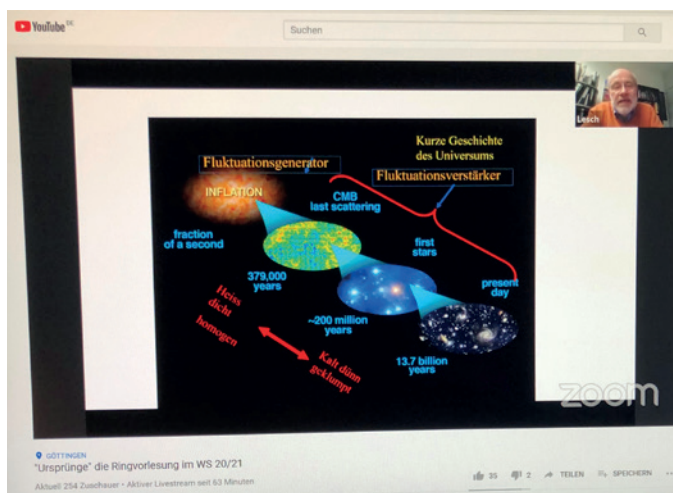 YouTube DE
Suchen
Lesch
Kurze Geschichte
des Universums
Fluktuationsgenerator
Fluktuationsverstärker
INFLATION
CMB
last scattering
fraction
of a second
first
stars
379,000
years
present
day
~200 million
years
13.7 billion
years
Heiss
dicht
homogen
Kalt dünn
geklumpt
zoom
GÖTTINGEN
"Ursprünge" die Ringvorlesung im WS 20/21
Aktuell 254 Zuschauer • Aktiver Livestream seit 63 Minuten
35
2
TEILEN
SPEICHERN